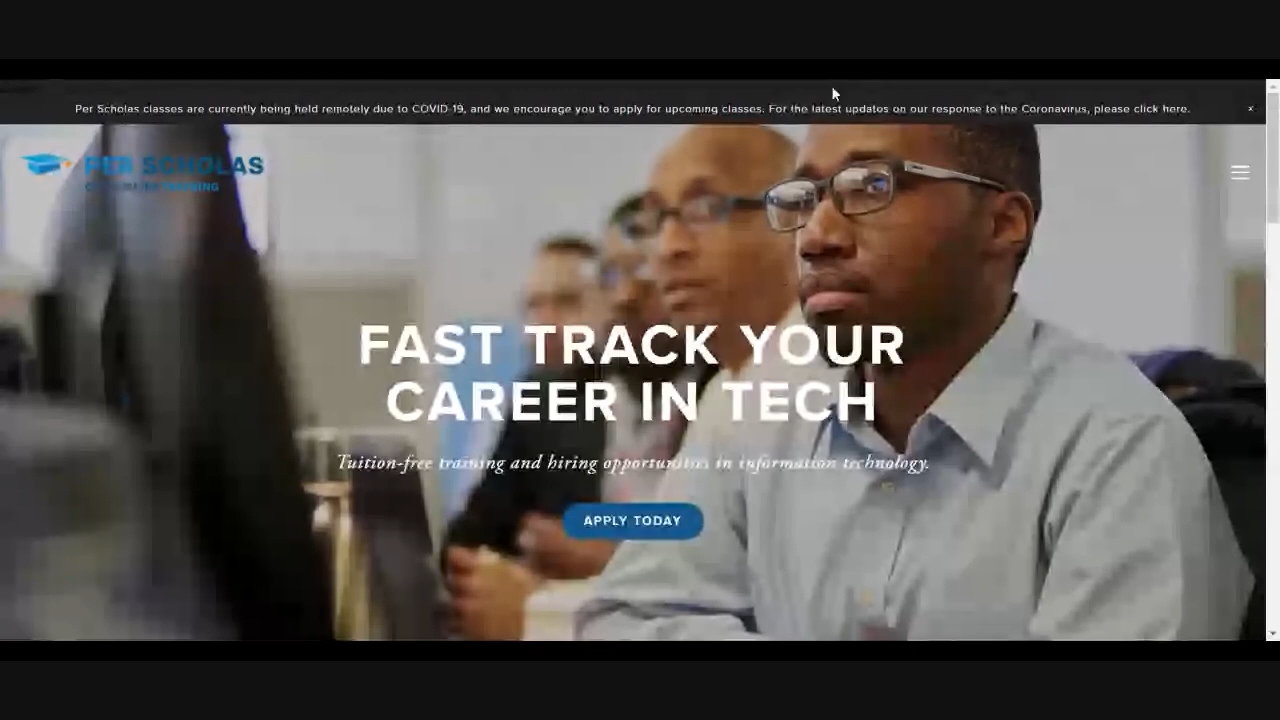 Per Scholas classes are currently being held remotely due to COVID-19, and we encourage you to apply for upcoming classes. For the latest updates on our response to the Coronavirus, please click here.
PER SCHOLAS
TRAINING
FAST TRACK YOUR
CAREER IN TECH
Tuition-free training and hiring opportunities in information technology.
APPLY TODAY